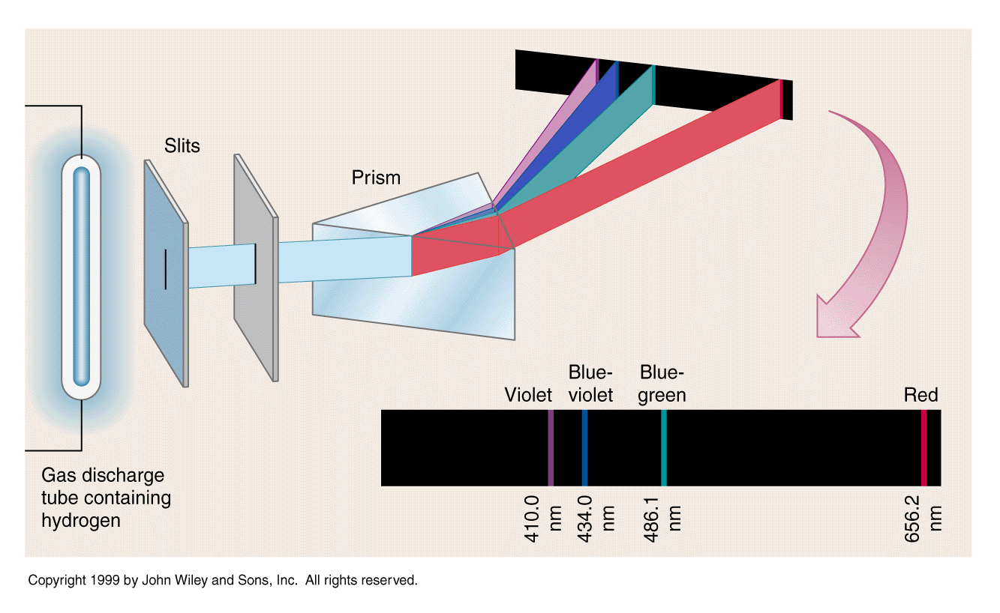 Slits
Prism
Blue-
violet
Blue-
green
Violet
Red
410.0
nm
434.0
nm
486.1
nm
656.2
nm
Gas discharge
tube containing
hydrogen
Copyright 1999 by John Wiley and Sons, Inc.  All rights reserved.